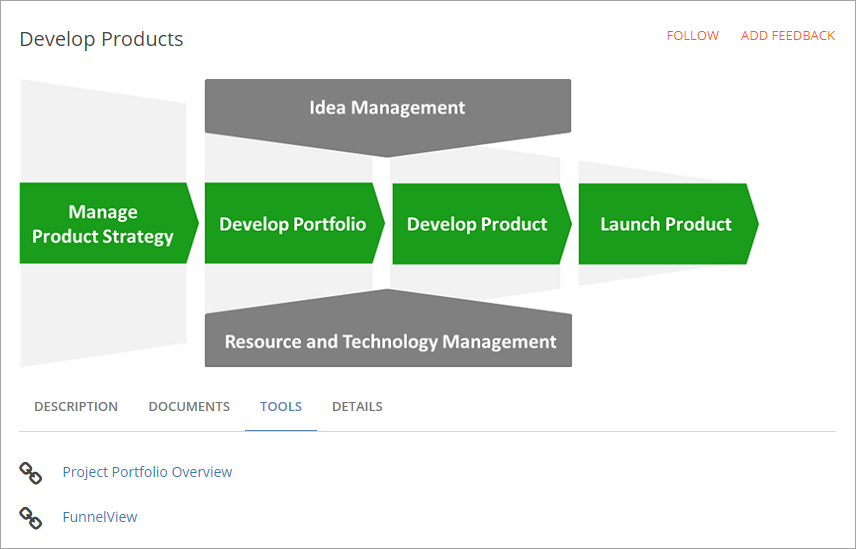 Develop Products
FOLLOW
ADD FEEDBACK
Idea Management
Manage
Product Strategy
Develop Portfolio
Develop Product
Launch Product
Resource and Technology Management
DESCRIPTION
DOCUMENTS
TOOLS
DETAILS
Project Portfolio Overview
FunnelView